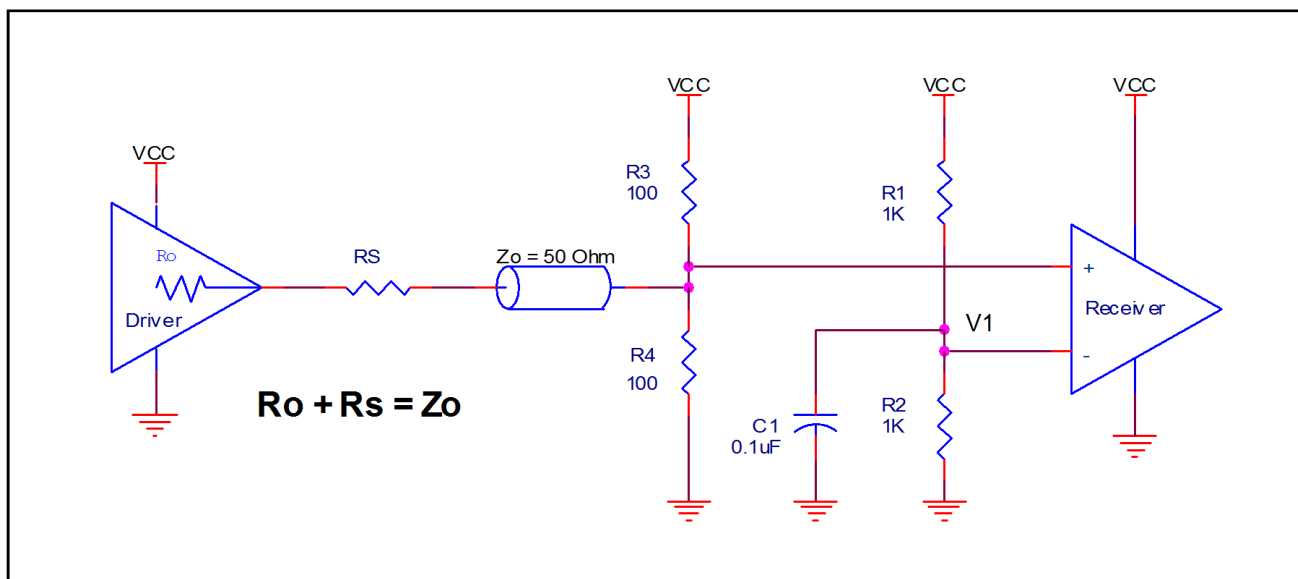 VCC
VCC
VCC
VCC
R3
100
R1
1K
Ro
RS
Zo = 50 Ohm
+
Driver
V1
Receiver
-
R4
100
Ro + Rs = Zo
R2
1K
C1
0.1uF